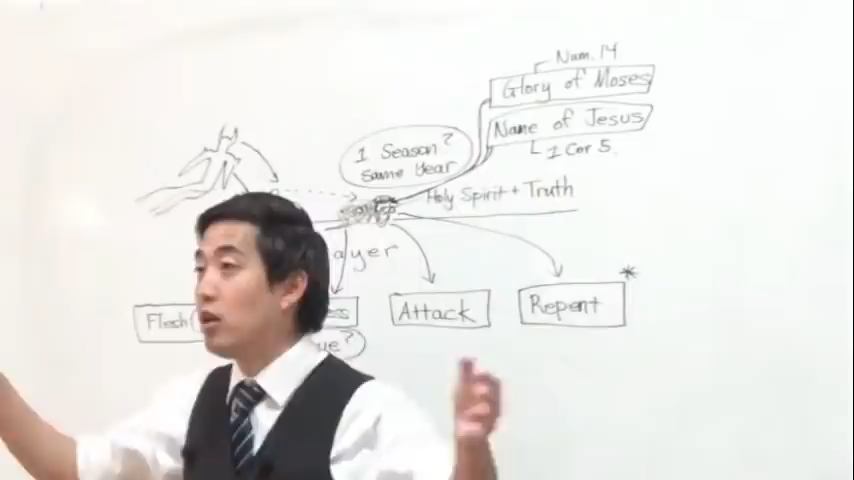 Num. 14
Glory of Moses
Name of Jesus
1 Cor 5.
1 Season?
same Year
Holy Spirit + Truth
Flesh
Attack
Repent *